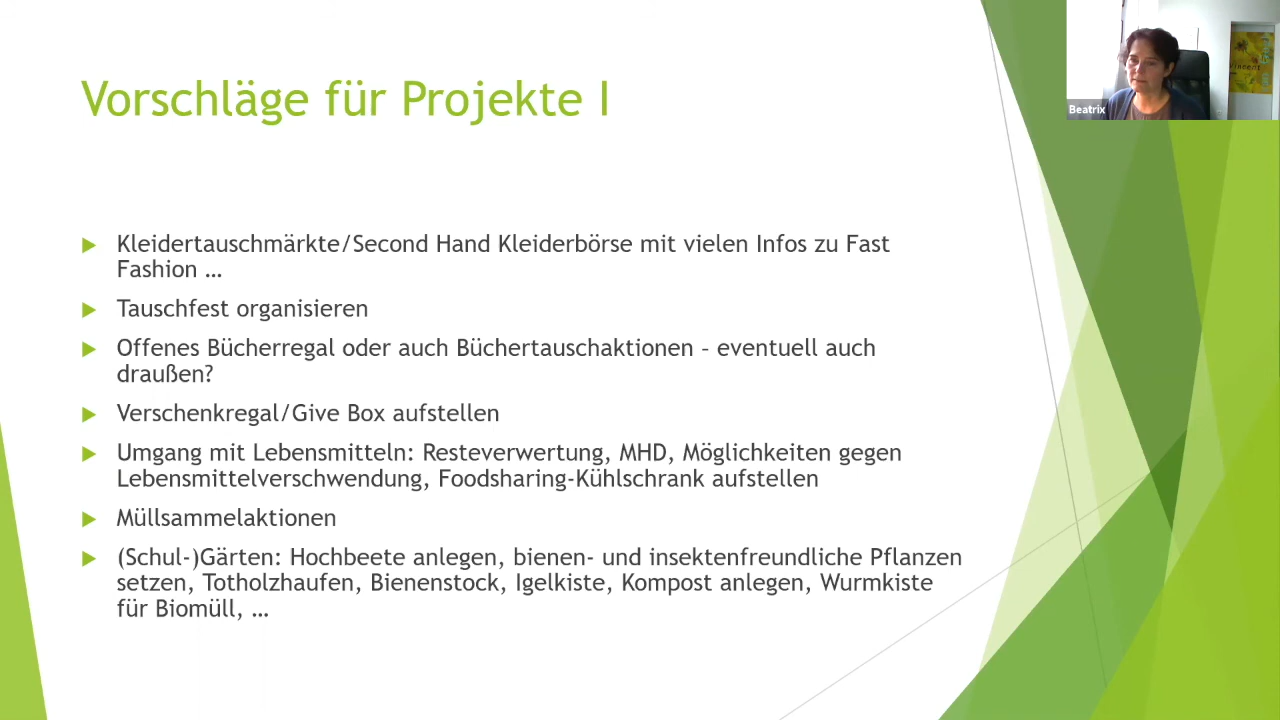 Vorschläge für Projekte I
Beatrix
Kleidertauschmärkte/Second Hand Kleiderbörse mit vielen Infos zu Fast
Fashion …
Tauschfest organisieren
Offenes Bücherregal oder auch Büchertauschaktionen – eventuell auch
draußen?
Verschenkregal/Give Box aufstellen
Umgang mit Lebensmitteln: Resteverwertung, MHD, Möglichkeiten gegen
Lebensmittelverschwendung, Foodsharing-Kühlschrank aufstellen
Müllsammelaktionen
(Schul-)Gärten: Hochbeete anlegen, bienen- und insektenfreundliche Pflanzen
setzen, Totholzhaufen, Bienenstock, Igelkiste, Kompost anlegen, Wurmkiste
für Biomüll, …